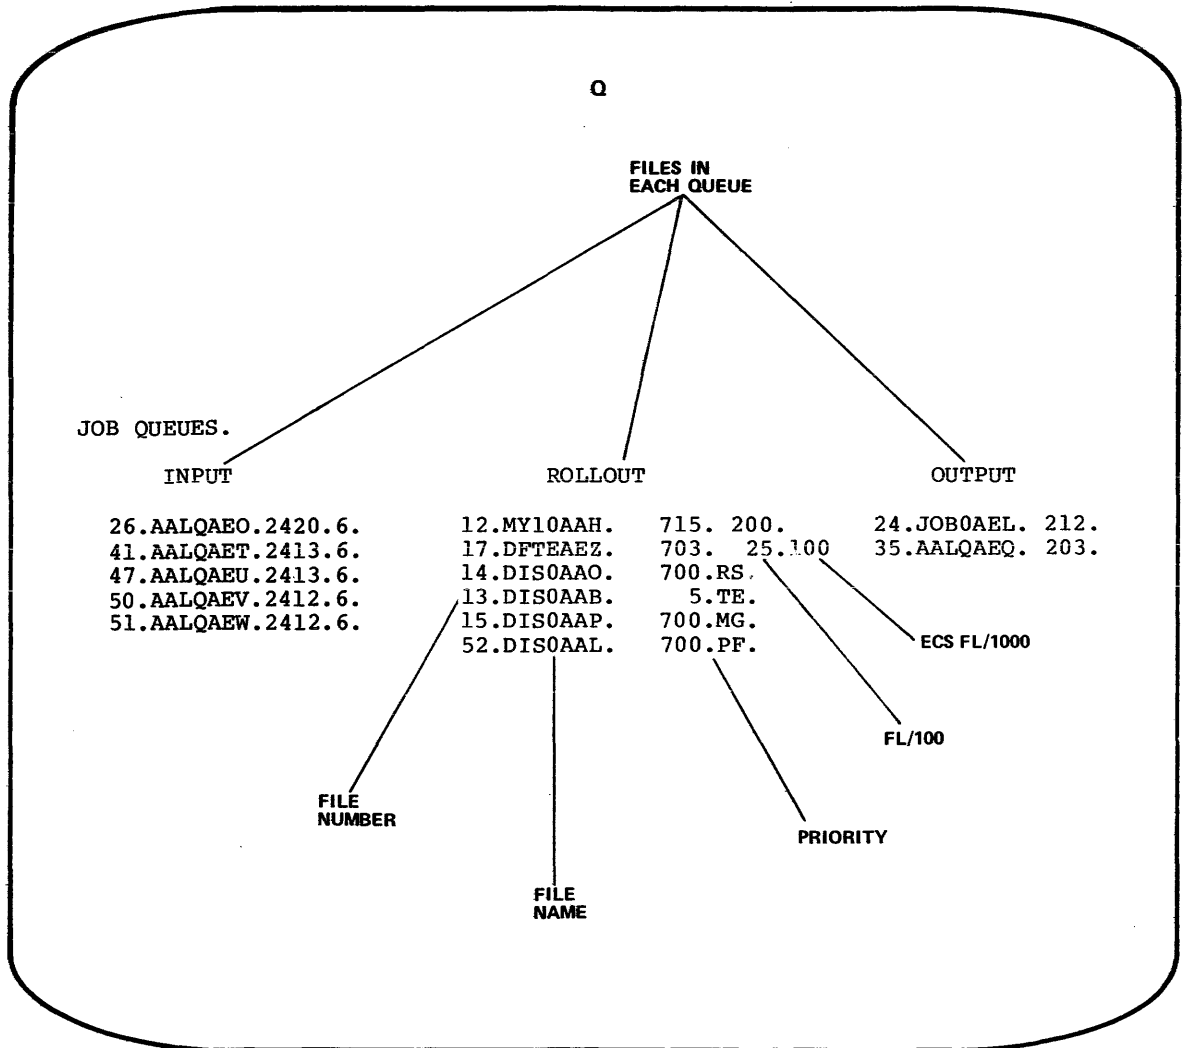 Q
FILES IN
EACH QUEUE
JOB QUEUES.
INPUT ROLLOUT OUTPUT
26.AALQAEO.2420.6. 12.MY10AAH. 715. 200. 24.JOB0AEL. 212.
41.AALQAET.2413.6. 17.DFTEAEZ. 703. 25.100 35.AALQAEQ. 203.
47.AALQAEU.2413.6. 14.DIS0AAO. 700.RS.
50.AALQAEV.2412.6. 13.DIS0AAB. 5.TE.
51.AALQAEW.2412.6. 15.DIS0AAP. 700.MG.
52.DIS0AAL. 700.PF.
ECS FL/1000
FL/100
FILE
NUMBER
PRIORITY
FILE
NAME